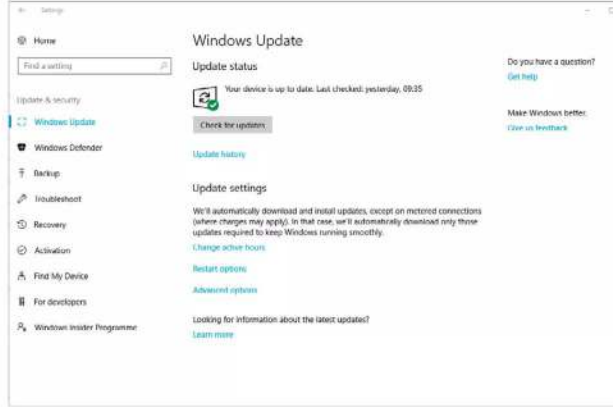 Settings
Home
Find a setting
Update & security
Windows Update
Windows Defender
Backup
Troubleshoot
Recovery
Activation
Find My Device
For developers
Windows Insider Programme
Windows Update
Update status
Your device is up to date. Last checked: yesterday, 09:35
Check for updates
Update history
Update settings
We'll automatically download and install updates, except on metered connections
(where charges may apply). In that case, we'll automatically download only those
updates required to keep Windows running smoothly.
Change active hours
Restart options
Advanced options
Looking for information about the latest updates?
Learn more
Do you have a question?
Get help
Make Windows better.
Give us feedback